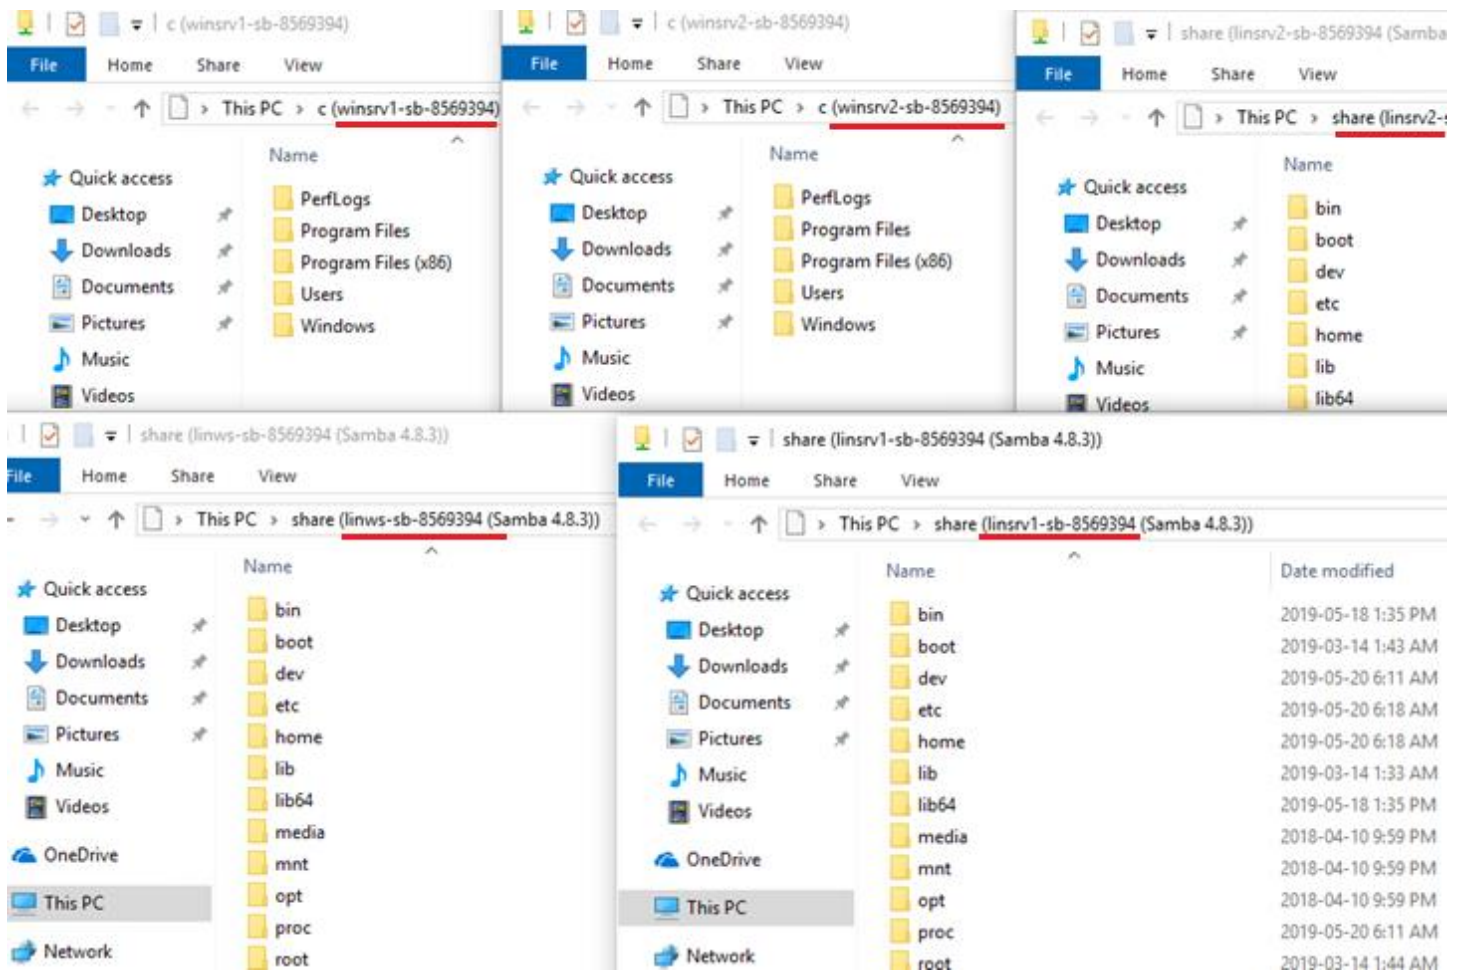 c (winsrv1-sb-8569394)
File Home Share View
This PC › c (winsrv1-sb-8569394)
Name
Quick access
Desktop
Downloads
Documents
Pictures
Music
Videos
PerfLogs
Program Files
Program Files (x86)
Users
Windows
c (winsrv2-sb-8569394)
File Home Share View
This PC › c (winsrv2-sb-8569394)
Name
Quick access
Desktop
Downloads
Documents
Pictures
Music
Videos
PerfLogs
Program Files
Program Files (x86)
Users
Windows
share (linsrv2-sb-8569394 (Samba
File Home Share View
This PC › share (linsrv2-
Name
Quick access
Desktop
Downloads
Documents
Pictures
Music
Videos
bin
boot
dev
etc
home
lib
lib64
share (linws-sb-8569394 (Samba 4.8.3))
File Home Share View
This PC › share (linws-sb-8569394 (Samba 4.8.3))
Name
Quick access
Desktop
Downloads
Documents
Pictures
Music
Videos
OneDrive
This PC
Network
bin
boot
dev
etc
home
lib
lib64
media
mnt
opt
proc
root
share (linsrv1-sb-8569394 (Samba 4.8.3))
File Home Share View
This PC › share (linsrv1-sb-8569394 (Samba 4.8.3))
Name Date modified
Quick access
Desktop
Downloads
Documents
Pictures
Music
Videos
OneDrive
This PC
Network
bin 2019-05-18 1:35 PM
boot 2019-03-14 1:43 AM
dev 2019-05-20 6:11 AM
etc 2019-05-20 6:18 AM
home 2019-05-20 6:18 AM
lib 2019-03-14 1:33 AM
lib64 2019-05-18 1:35 PM
media 2018-04-10 9:59 PM
mnt 2018-04-10 9:59 PM
opt 2018-04-10 9:59 PM
proc 2019-05-20 6:11 AM
root 2019-03-14 1:44 AM